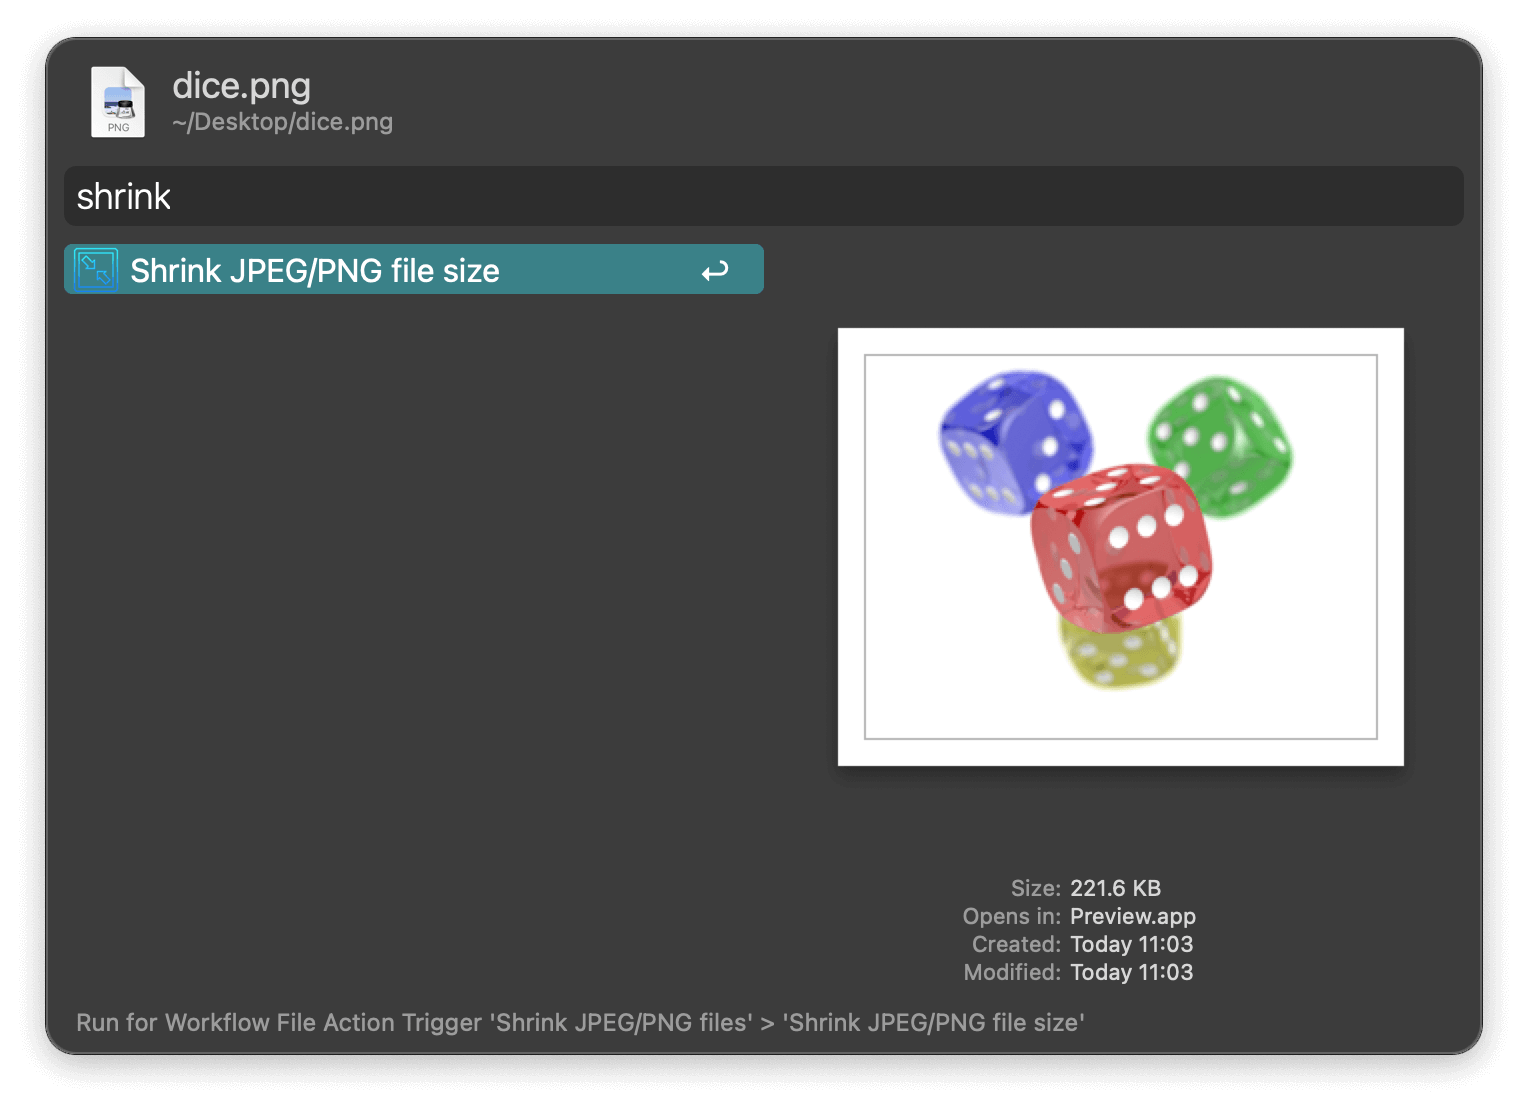 PNG
dice.png
~/Desktop/dice.png
shrink
Shrink JPEG/PNG file size
Size: 221.6 KB
Opens in: Preview.app
Created: Today 11:03
Modified: Today 11:03
Run for Workflow File Action Trigger 'Shrink JPEG/PNG files' > 'Shrink JPEG/PNG file size'